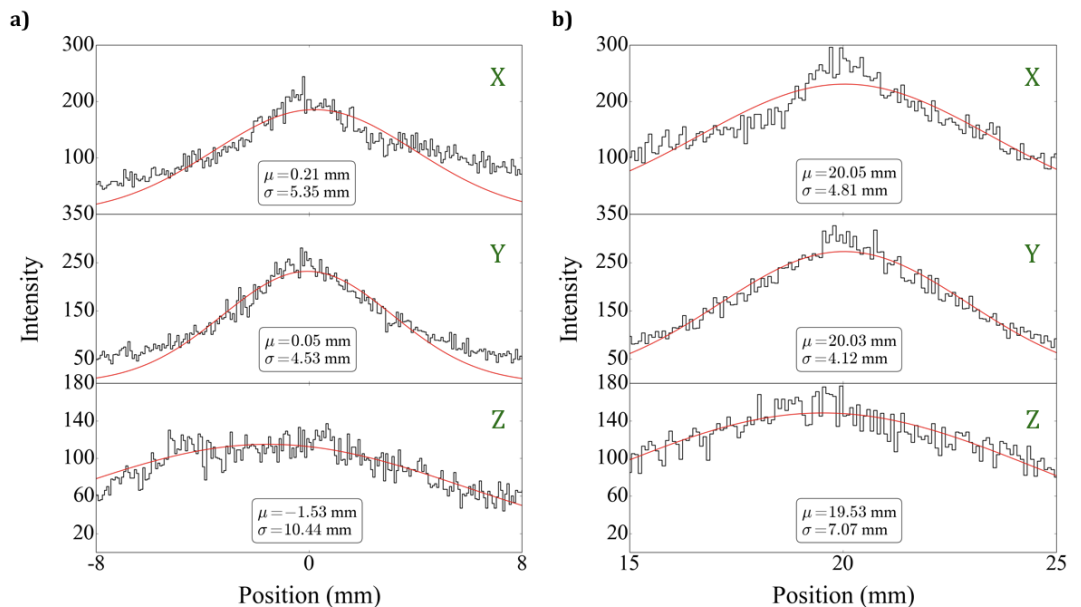 a)
300
X
200
100
μ=0.21 mm
σ=5.35 mm
350
Y
250
150
50
μ=0.05 mm
σ=4.53 mm
180
Z
140
100
60
20
μ=−1.53 mm
σ=10.44 mm
-8
0
8
Intensity
Position (mm)
b)
300
X
200
100
μ=20.05 mm
σ=4.81 mm
350
Y
250
150
50
μ=20.03 mm
σ=4.12 mm
180
Z
140
100
60
20
μ=19.53 mm
σ=7.07 mm
15
20
25
Intensity
Position (mm)